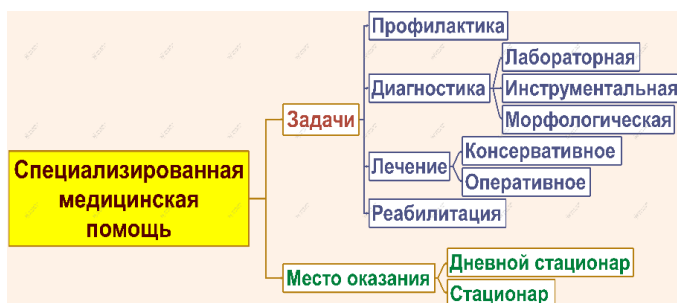 Специализированная
медицинская
помощь
Задачи
Профилактика
Диагностика
Лабораторная
Инструментальная
Морфологическая
Лечение
Консервативное
Оперативное
Реабилитация
Место оказания
Дневной стационар
Стационар